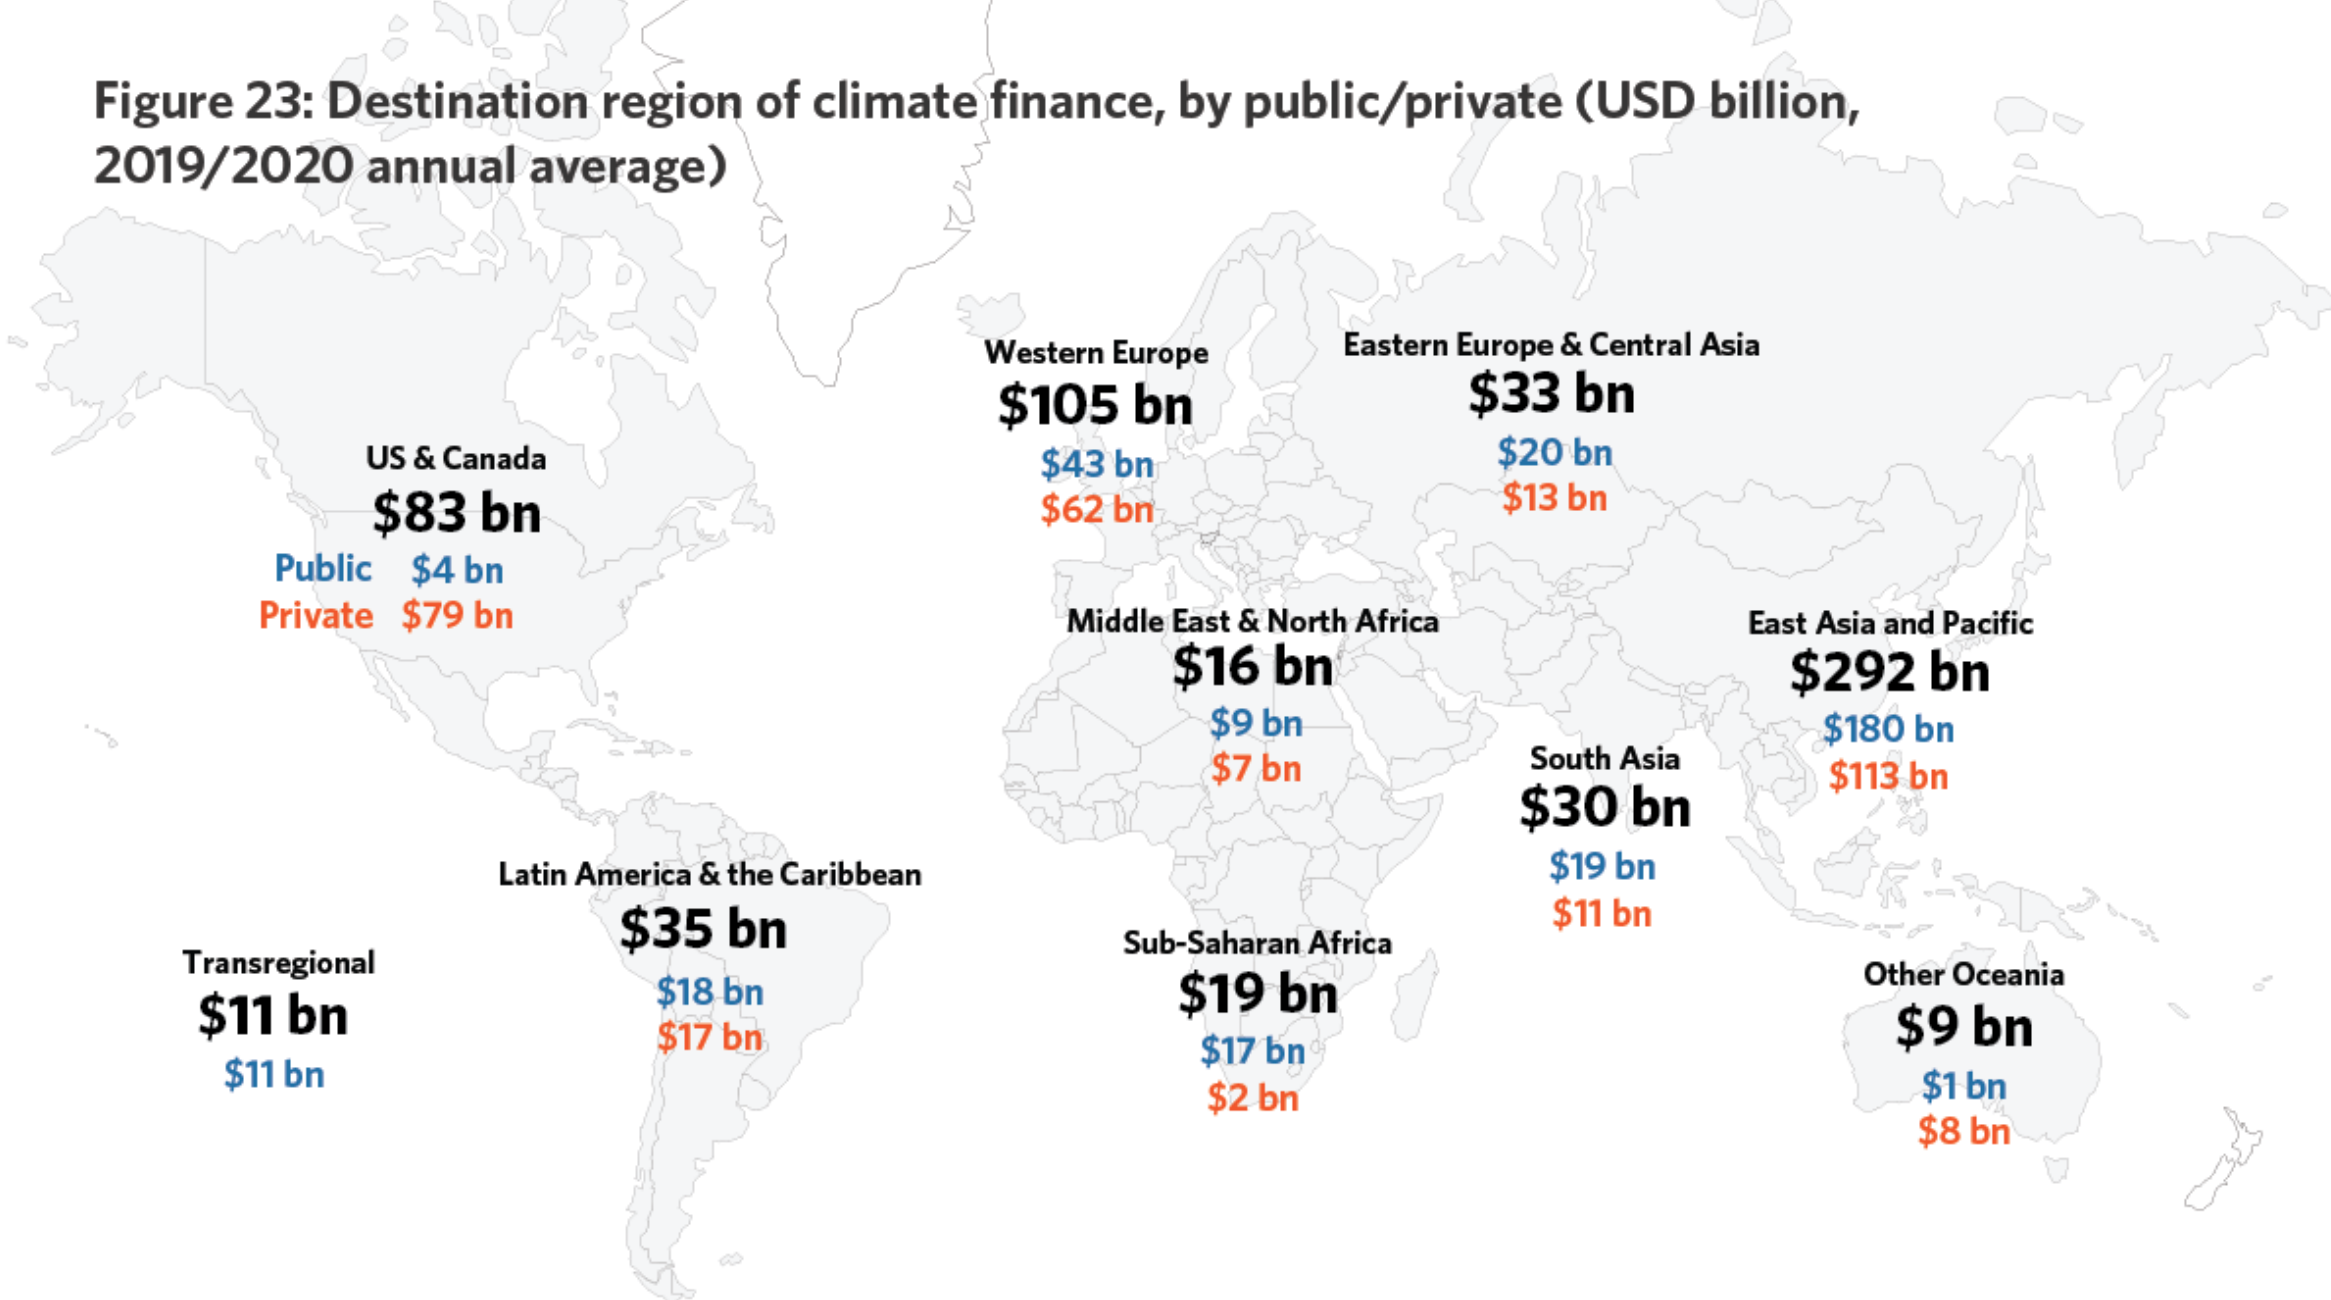 Figure 23: Destination region of climate finance, by public/private (USD billion,
2019/2020 annual average)
US & Canada
$83 bn
Public $4 bn
Private $79 bn
Western Europe
$105 bn
$43 bn
$62 bn
Eastern Europe & Central Asia
$33 bn
$20 bn
$13 bn
Middle East & North Africa
$16 bn
$9 bn
$7 bn
East Asia and Pacific
$292 bn
$180 bn
$113 bn
South Asia
$30 bn
$19 bn
$11 bn
Latin America & the Caribbean
$35 bn
$18 bn
$17 bn
Transregional
$11 bn
$11 bn
Sub-Saharan Africa
$19 bn
$17 bn
$2 bn
Other Oceania
$9 bn
$1 bn
$8 bn